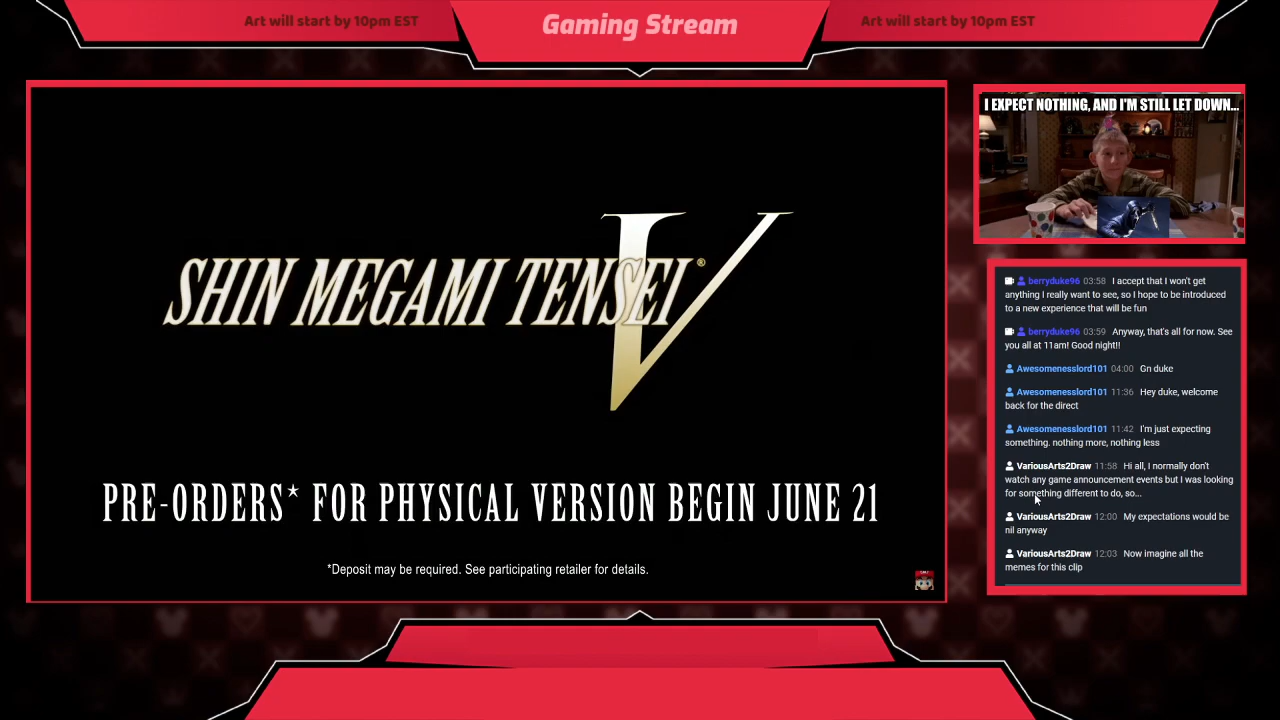 Art will start by 10pm EST
Gaming Stream
Art will start by 10pm EST
SHIN MEGAMI TENSEI®
V
PRE-ORDERS* FOR PHYSICAL VERSION BEGIN JUNE 21
*Deposit may be required. See participating retailer for details.
I EXPECT NOTHING, AND I'M STILL LET DOWN...
berryduke96 03:58 I accept that I won't get
anything I really want to see, so I hope to be introduced
to a new experience that will be fun
berryduke96 03:59 Anyway, that's all for now. See
you all at 11am! Good night!!
Awesomenesslord101 04:00 Gn duke
Awesomenesslord101 11:36 Hey duke, welcome
back for the direct
Awesomenesslord101 11:42 I'm just expecting
something. nothing more, nothing less
VariousArts2Draw 11:58 Hi all, I normally don't
watch any game announcement events but I was looking
for something different to do, so...
VariousArts2Draw 12:00 My expectations would be
nil anyway
VariousArts2Draw 12:03 Now imagine all the
memes for this clip